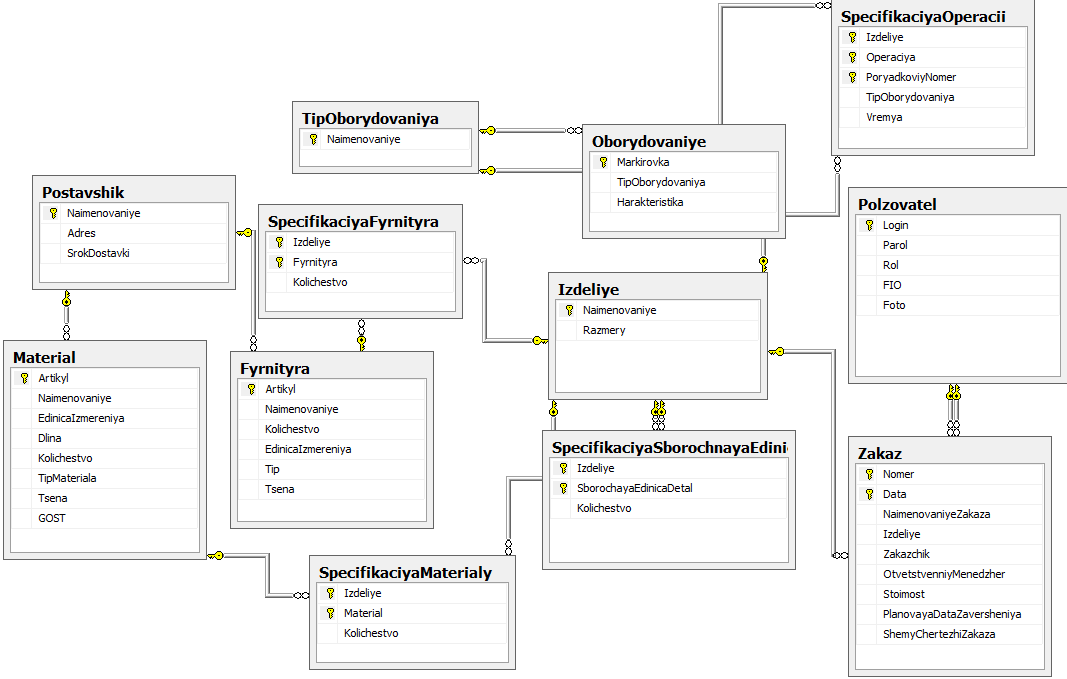 SpecifikaciyaOperacii
Izdeliye
Operaciya
PoryadkoviyNomer
TipOborydovaniya
Vremya
TipOborydovaniya
Naimenovaniye
Oborydovaniye
Markirovka
TipOborydovaniya
Harakteristika
Postavshik
Naimenovaniye
Adres
SrokDostavki
SpecifikaciyaFyrnityra
Izdeliye
Fyrnityra
Kolichestvo
Polzovatel
Login
Parol
Rol
FIO
Foto
Izdeliye
Naimenovaniye
Razmery
Material
Artikyl
Naimenovaniye
EdinicaIzmereniya
Dlina
Kolichestvo
TipMateriala
Tsena
GOST
Fyrnityra
Artikyl
Naimenovaniye
Kolichestvo
EdinicaIzmereniya
Tip
Tsena
SpecifikaciyaSborochnayaEdini
Izdeliye
SborochayaEdinicaDetal
Kolichestvo
Zakaz
Nomer
Data
NaimenovaniyeZakaza
Izdeliye
Zakazchik
OtvetstvenniyMenedzher
Stoimost
PlanovayaDataZaversheniya
ShemyChertezhiZakaza
SpecifikaciyaMaterialy
Izdeliye
Material
Kolichestvo